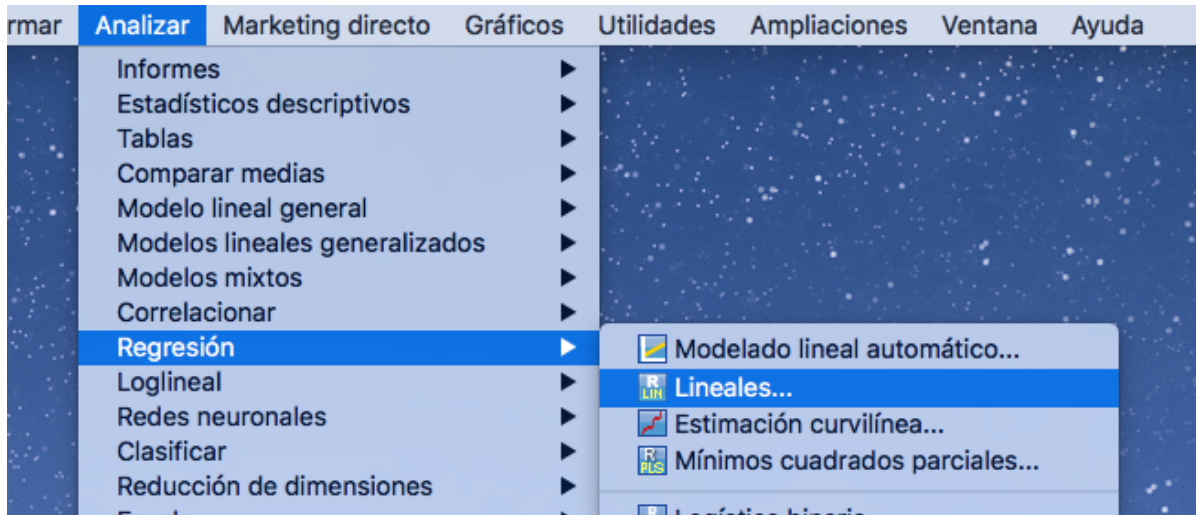 rmar Analizar Marketing directo Gráficos Utilidades Ampliaciones Ventana Ayuda
Informes
Estadísticos descriptivos
Tablas
Comparar medias
Modelo lineal general
Modelos lineales generalizados
Modelos mixtos
Correlacionar
Regresión
Loglineal
Redes neuronales
Clasificar
Reducción de dimensiones
Modelado lineal automático...
R LIN Lineales...
Estimación curvilínea...
R PLS Mínimos cuadrados parciales...